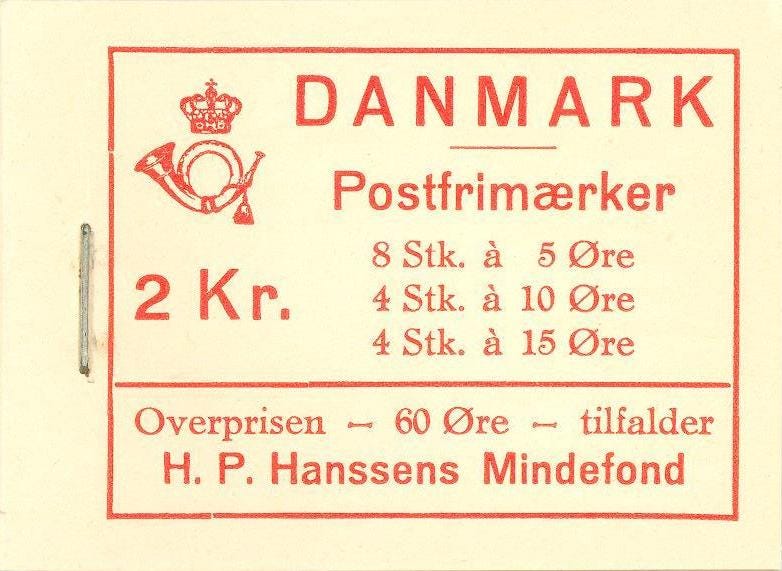 DANMARK
Postfrimærker
8 Stk. à 5 Øre
4 Stk. à 10 Øre
4 Stk. à 15 Øre
2 Kr.
Overprisen - 60 Øre - tilfalder
H. P. Hanssens Mindefond